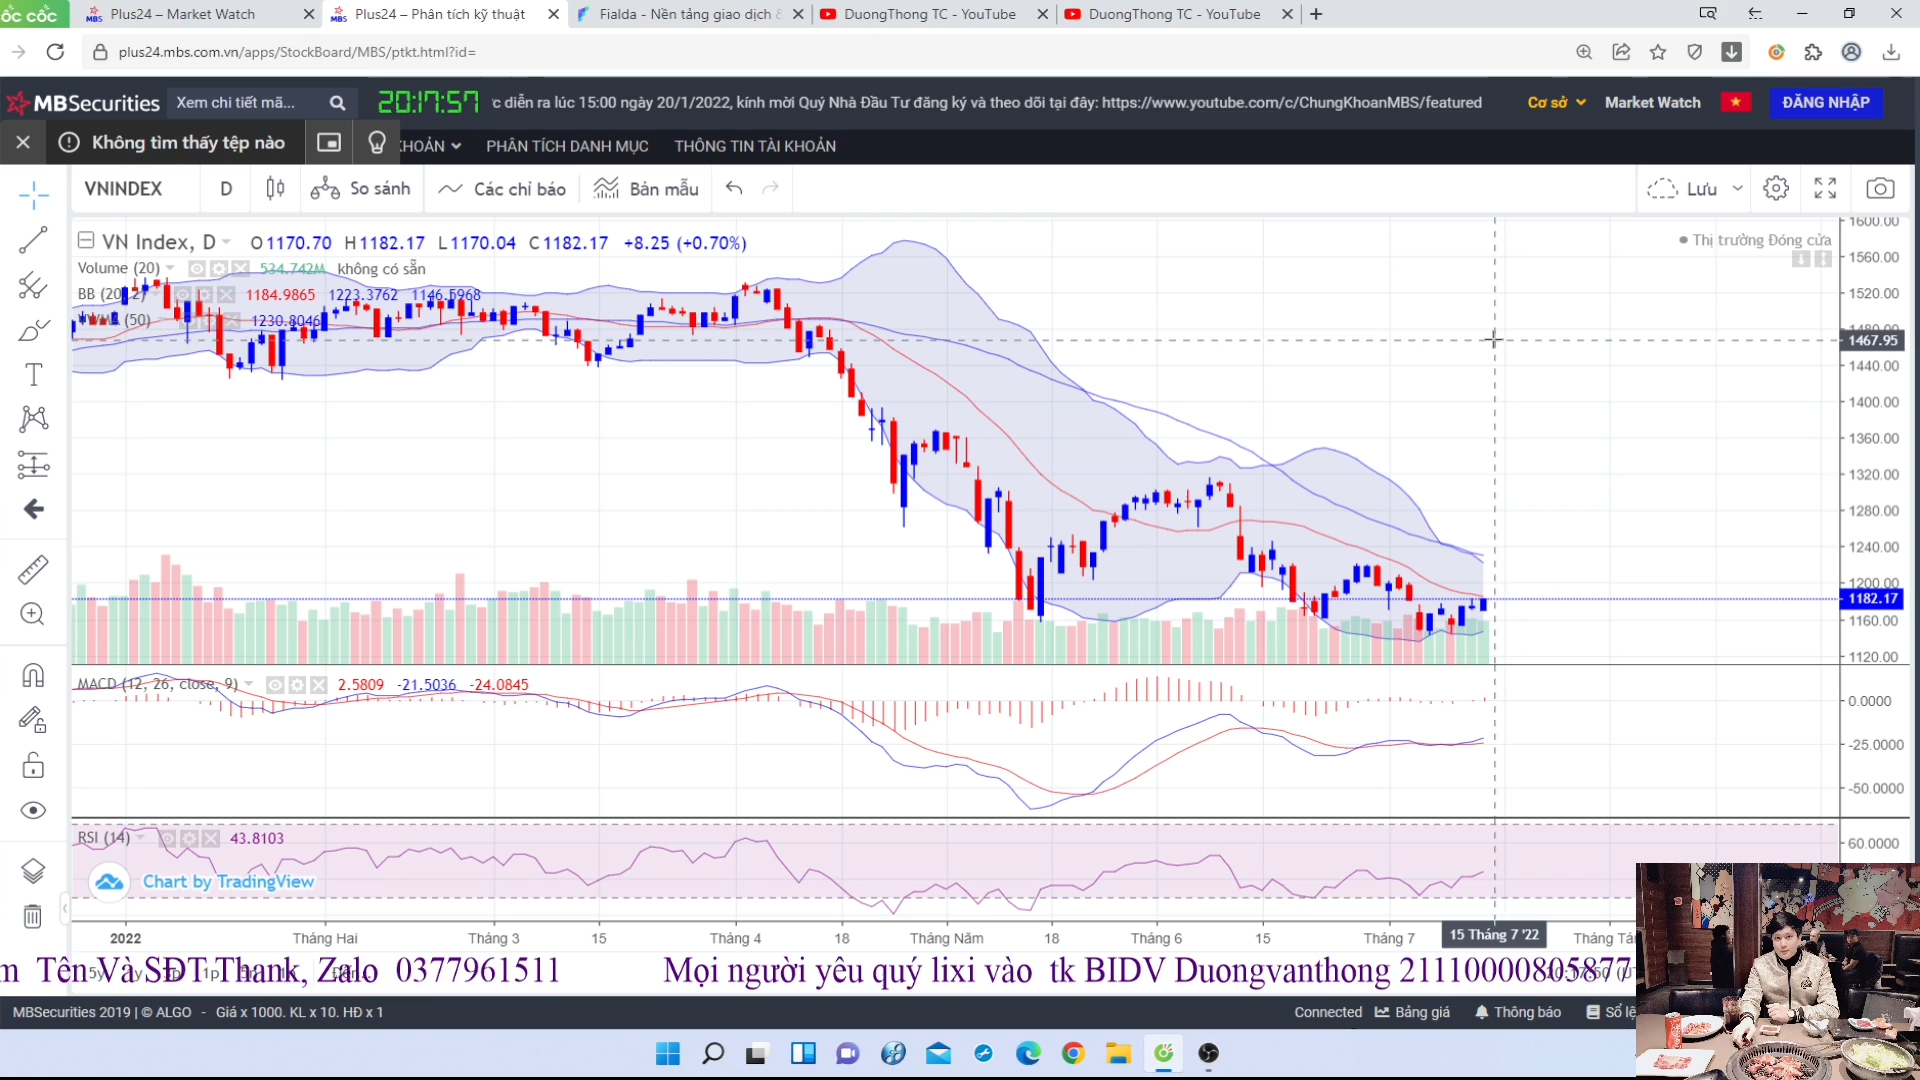 ốc cốc
Plus24 – Market Watch
Plus24 – Phân tích kỹ thuật
Fialda - Nền tảng giao dịch &
DuongThong TC - YouTube
DuongThong TC - YouTube
plus24.mbs.com.vn/apps/StockBoard/MBS/ptkt.html?id=
MBSecurities
Xem chi tiết mã...
20:17:57
diễn ra lúc 15:00 ngày 20/1/2022, kính mời Quý Nhà Đầu Tư đăng ký và theo dõi tại đây: https://www.youtube.com/c/ChungKhoanMBS/featured
Cơ sở
Market Watch
ĐĂNG NHẬP
Không tìm thấy tệp nào
KHOẢN
PHÂN TÍCH DANH MỤC
THÔNG TIN TÀI KHOẢN
VNINDEX
D
So sánh
Các chỉ báo
Bản mẫu
Lưu
VN Index, D
O1170.70 H1182.17 L1170.04 C1182.17 +8.25 (+0.70%)
Thị trường Đóng cửa
Volume (20) 534.742M không có sẵn
BB (20, 2) 1184.9865 1223.3762 1146.5968
VWMA (50) 1230.8046
1600.00
1560.00
1520.00
1480.00
1467.95
1440.00
1400.00
1360.00
1320.00
1280.00
1240.00
1200.00
1182.17
1160.00
1120.00
MACD (12, 26, close, 9) 2.5809 -21.5036 -24.0845
0.0000
-25.0000
-50.0000
RSI (14) 43.8103
60.0000
Chart by TradingView
2022
Tháng Hai
Tháng 3
15
Tháng 4
18
Tháng Năm
18
Tháng 6
15
Tháng 7
15 Tháng 7 '22
Tên Và SĐT Thank, Zalo 0377961511
Mọi người yêu quý lixi vào tk BIDV Duongvanthong 21110000805877
MBSecurities 2019 | © ALGO - Giá x 1000. KL x 10. HĐ x 1
Connected
Bảng giá
Thông báo
Sổ lệ